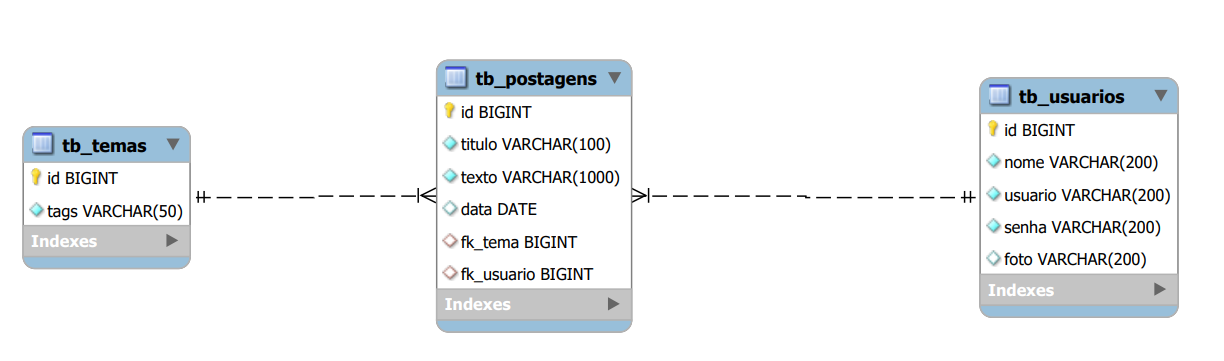 tb_temas
id BIGINT
tags VARCHAR(50)
Indexes
tb_postagens
id BIGINT
titulo VARCHAR(100)
texto VARCHAR(1000)
data DATE
fk_tema BIGINT
fk_usuario BIGINT
Indexes
tb_usuarios
id BIGINT
nome VARCHAR(200)
usuario VARCHAR(200)
senha VARCHAR(200)
foto VARCHAR(200)
Indexes